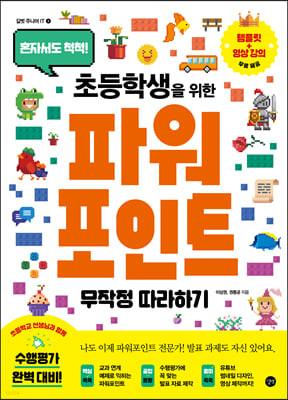 길벗 주니어 IT
혼자서도 척척!
템플릿
+
영상 강의
무료 제공
초등학생을 위한
파워
포인트
무작정 따라하기
초등학교 선생님과 함께
수행평가
완벽 대비!
나도 이제 파워포인트 전문가! 발표 과제도 자신 있어요.
교과 연계
예제로 익히는
파워포인트
수행평가에
꼭 맞는
발표 자료 제작
유튜브
썸네일 디자인,
영상 제작까지!
길벗